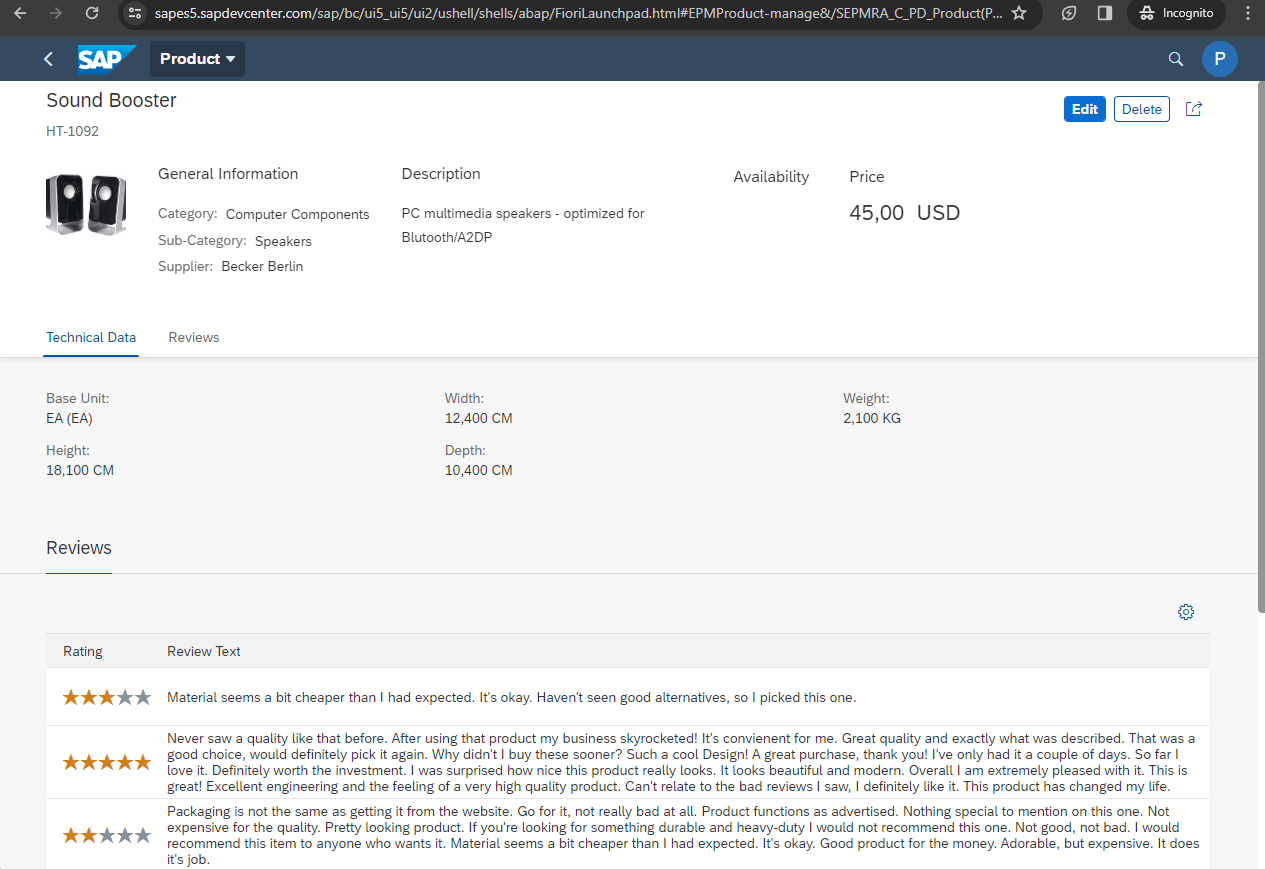 sapes5.sapdevcenter.com/sap/bc/ui5_ui5/ui2/ushell/shells/abap/FioriLaunchpad.html#EPMProduct-manage&/SEPMRA_C_PD_Product(P...
Incognito
SAP
Product
P
Sound Booster
Edit
Delete
HT-1092
General Information
Description
Availability
Price
Category: Computer Components
PC multimedia speakers - optimized for
45,00 USD
Blutooth/A2DP
Sub-Category: Speakers
Supplier: Becker Berlin
Technical Data
Reviews
Base Unit:
EA (EA)
Width:
12,400 CM
Weight:
2,100 KG
Height:
18,100 CM
Depth:
10,400 CM
Reviews
Rating
Review Text
Material seems a bit cheaper than I had expected. It's okay. Haven't seen good alternatives, so I picked this one.
Never saw a quality like that before. After using that product my business skyrocketed! It's convienent for me. Great quality and exactly what was described. That was a
good choice, would definitely pick it again. Why didn't I buy these sooner? Such a cool Design! A great purchase, thank you! I've only had it a couple of days. So far I
love it. Definitely worth the investment. I was surprised how nice this product really looks. It looks beautiful and modern. Overall I am extremely pleased with it. This is
great! Excellent engineering and the feeling of a very high quality product. Can't relate to the bad reviews I saw, I definitely like it. This product has changed my life.
Packaging is not the same as getting it from the website. Go for it, not really bad at all. Product functions as advertised. Nothing special to mention on this one. Not
expensive for the quality. Pretty looking product. If you're looking for something durable and heavy-duty I would not recommend this one. Not good, not bad. I would
recommend this item to anyone who wants it. Material seems a bit cheaper than I had expected. It's okay. Good product for the money. Adorable, but expensive. It does
it's job.